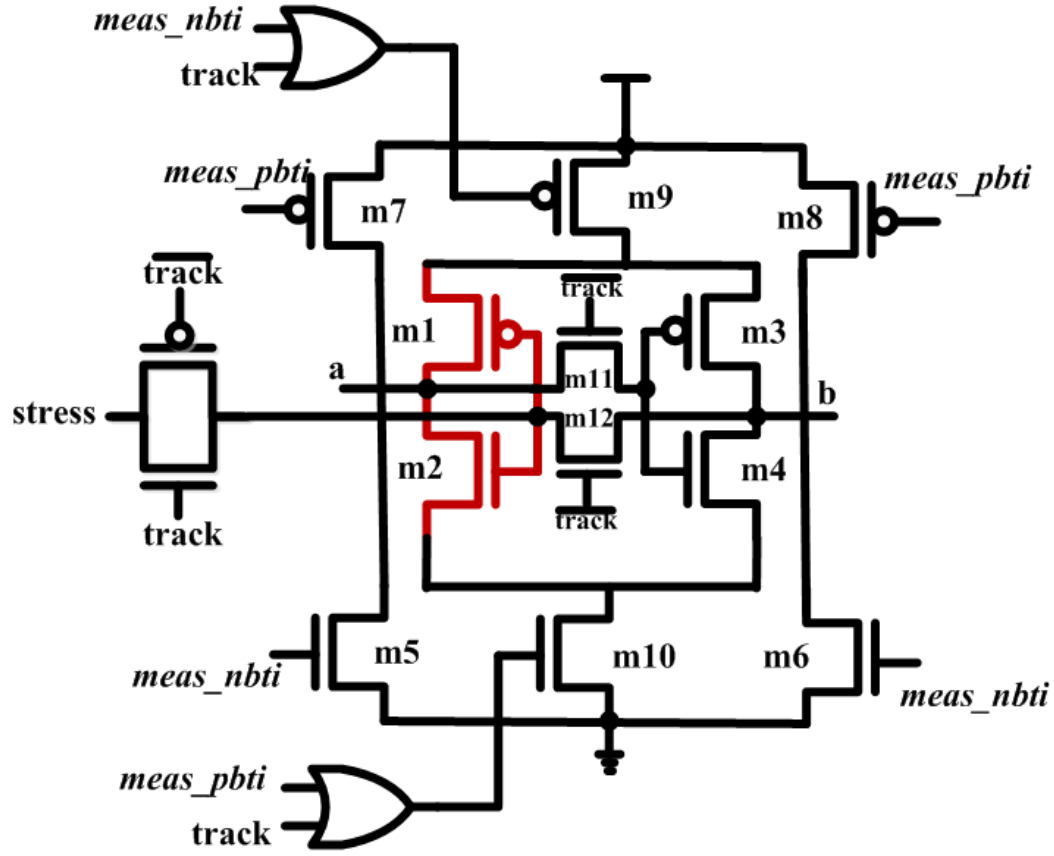 meas_nbti
track
meas_pbti
m7
m9
m8
meas_pbti
track
track
m1
m3
a
m11
stress
m12
b
m2
m4
track
track
m5
m10
m6
meas_nbti
meas_nbti
meas_pbti
track